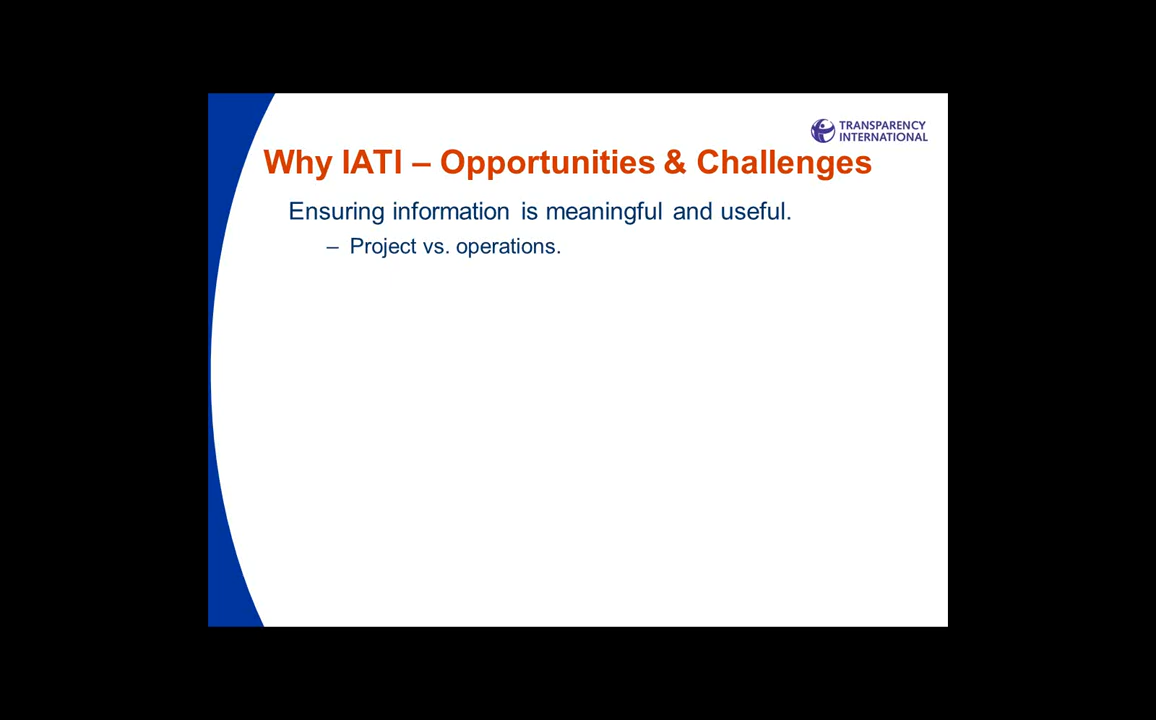 TRANSPARENCY
INTERNATIONAL
Why IATI – Opportunities & Challenges
Ensuring information is meaningful and useful.
– Project vs. operations.